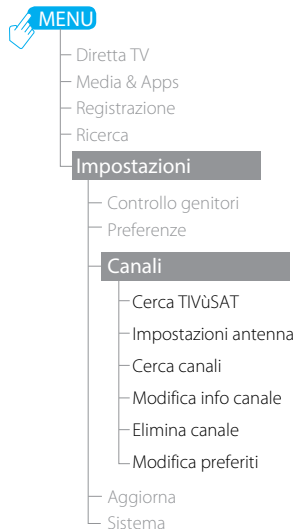 MENU
Diretta TV
Media & Apps
Registrazione
Ricerca
Impostazioni
Controllo genitori
Preferenze
Canali
Cerca TIVùSAT
Impostazioni antenna
Cerca canali
Modifica info canale
Elimina canale
Modifica preferiti
Aggiorna
Sistema